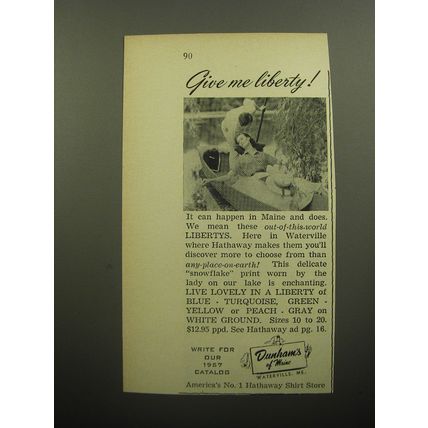 90
Give me liberty!
It can happen in Maine and does.
We mean these out-of-this-world
LIBERTYS. Here in Waterville
where Hathaway makes them you'll
discover more to choose from than
any-place-on-earth! This delicate
"snowflake" print worn by the
lady on our lake is enchanting.
LIVE LOVELY IN A LIBERTY of
BLUE - TURQUOISE, GREEN -
YELLOW or PEACH - GRAY on
WHITE GROUND. Sizes 10 to 20.
$12.95 ppd. See Hathaway ad pg. 16.
WRITE FOR
OUR
1957
CATALOG
Dunham's
of Maine
WATERVILLE, ME.
America's No. 1 Hathaway Shirt Store